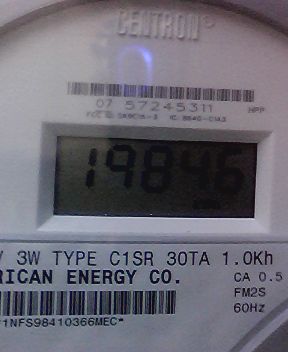 CENTRON®
07 57245311 HPP
19846
V 3W TYPE C1SR 30TA 1.0Kh
RICAN ENERGY CO. CA 0.5
FM2S
*1NFS98410366MEC* 60Hz